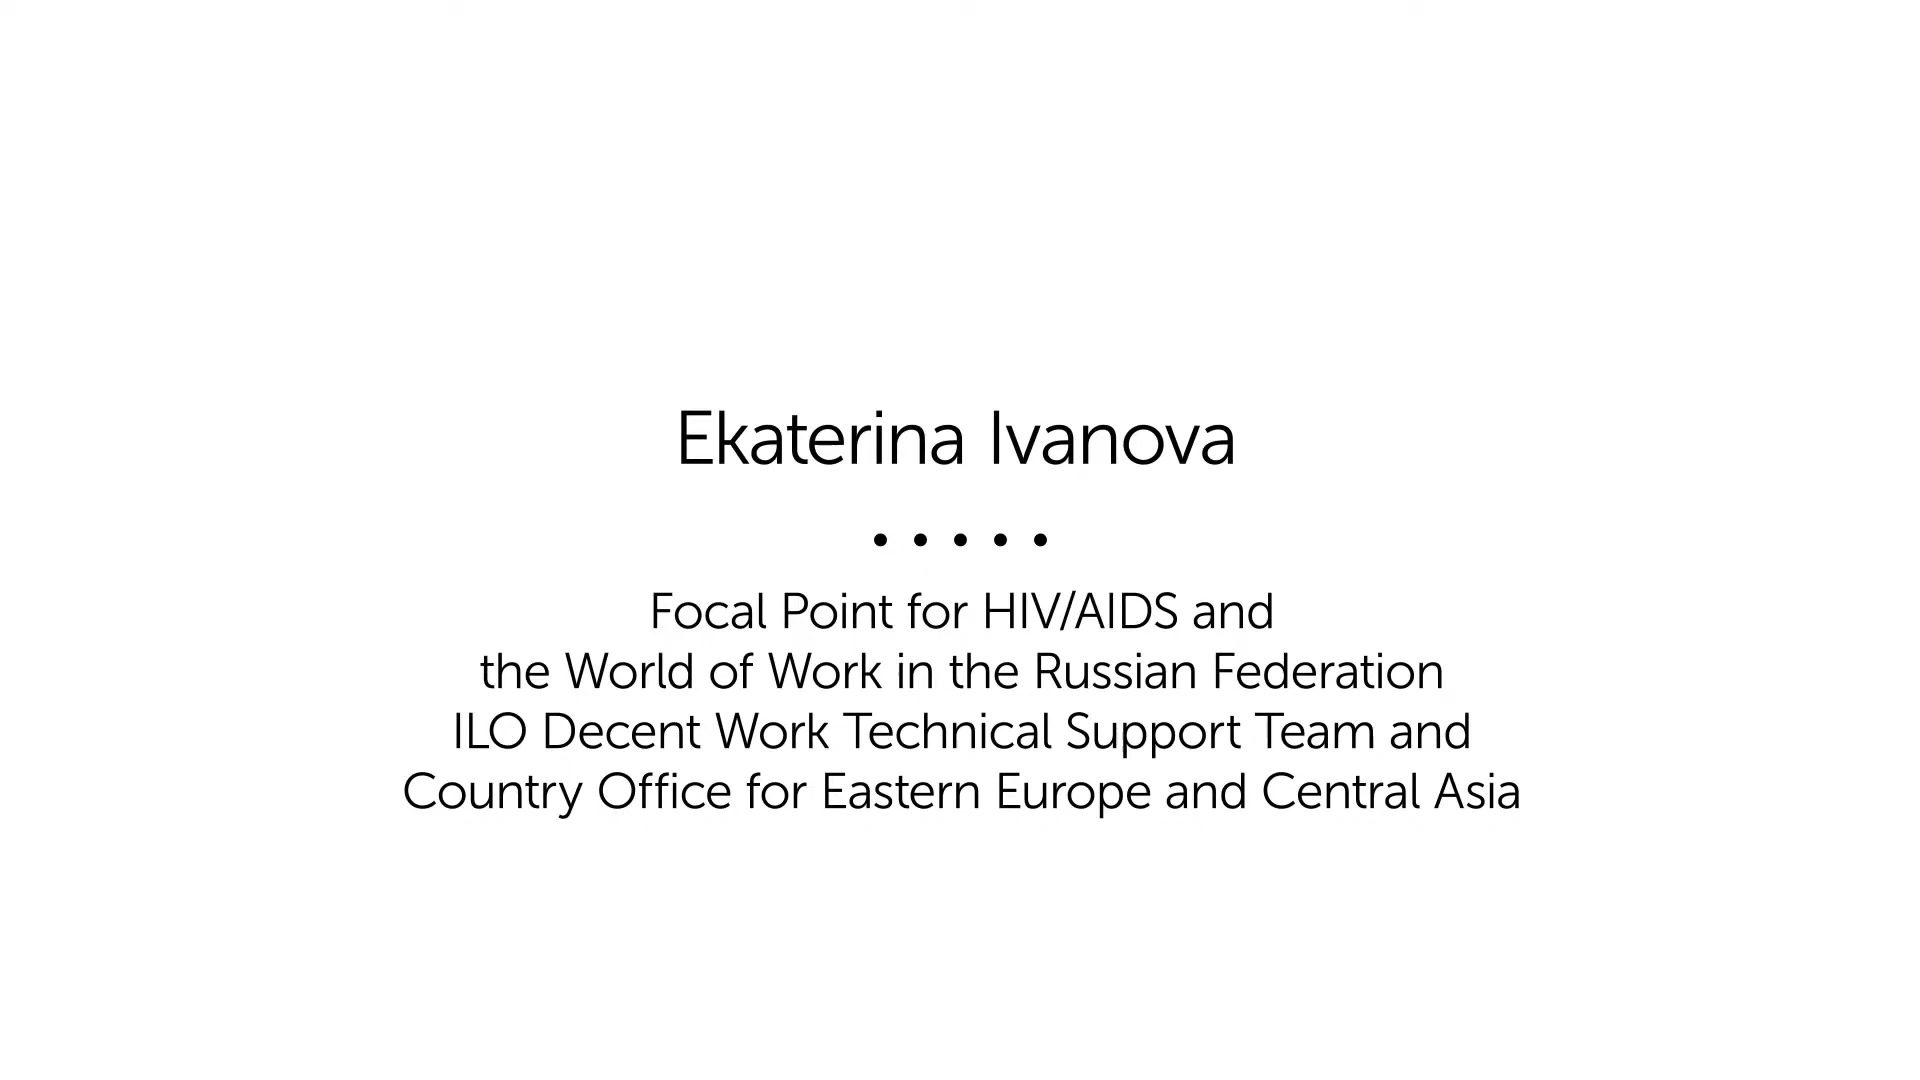 Ekaterina Ivanova
• • • • •
Focal Point for HIV/AIDS and
the World of Work in the Russian Federation
ILO Decent Work Technical Support Team and
Country Office for Eastern Europe and Central Asia